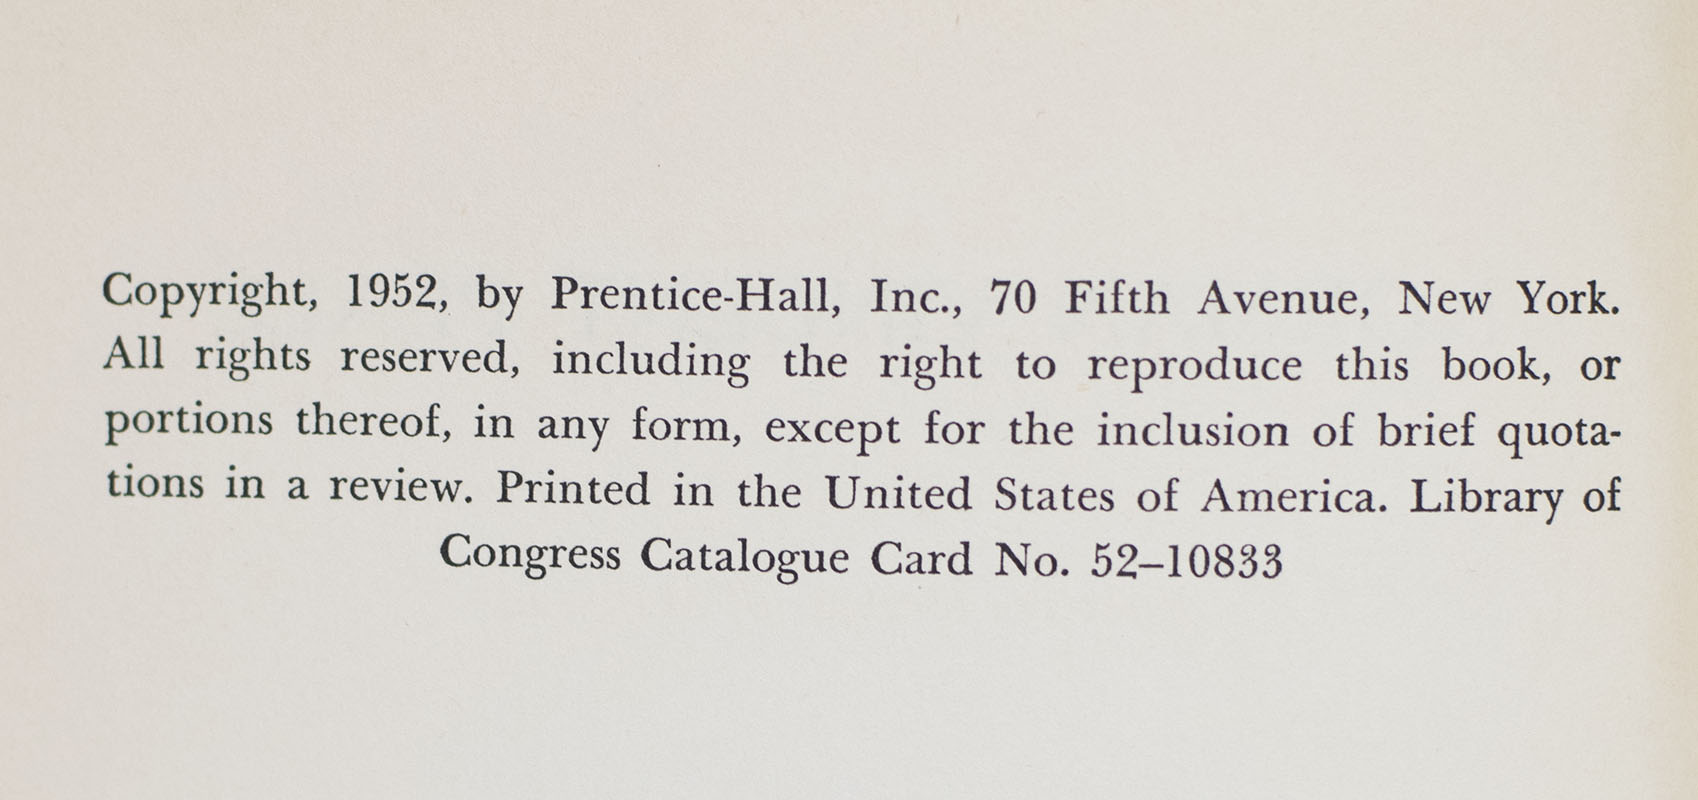 Copyright, 1952, by Prentice-Hall, Inc., 70 Fifth Avenue, New York.
All rights reserved, including the right to reproduce this book, or
portions thereof, in any form, except for the inclusion of brief quota-
tions in a review. Printed in the United States of America. Library of
Congress Catalogue Card No. 52–10833